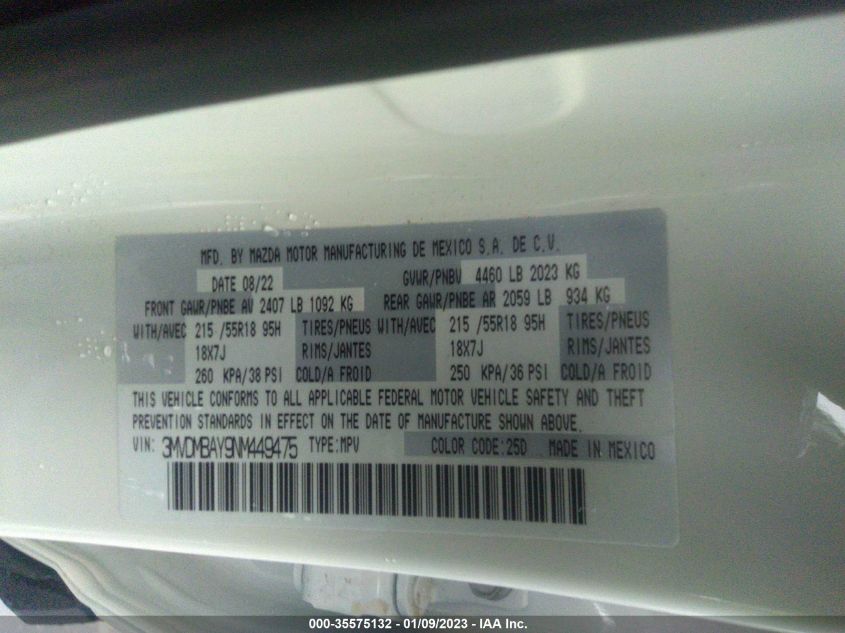 MFD. BY MAZDA MOTOR MANUFACTURING DE MEXICO S.A. DE C.V.
DATE 08/22 GVWR/PNBV 4460 LB 2023 KG
FRONT GAWR/PNBE AV 2407 LB 1092 KG REAR GAWR/PNBE AR 2059 LB 934 KG
WITH/AVEC 215 /55R18 95H TIRES/PNEUS WITH/AVEC 215 /55R18 95H TIRES/PNEUS
18X7J RIMS/JANTES 18X7J RIMS/JANTES
260 KPA/38 PSI COLD/A FROID 250 KPA/36 PSI COLD/A FROID
THIS VEHICLE CONFORMS TO ALL APPLICABLE FEDERAL MOTOR VEHICLE SAFETY AND THEFT
PREVENTION STANDARDS IN EFFECT ON THE DATE OF MANUFACTURE SHOWN ABOVE.
VIN: 3MVDMBAY9NM449475 TYPE:MPV COLOR CODE:25D MADE IN MEXICO
000-35575132 - 01/09/2023 - IAA Inc.